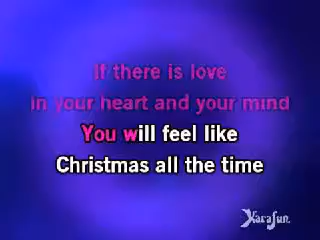 If there is love
in your heart and your mind
You will feel like
Christmas all the time
KaraFun